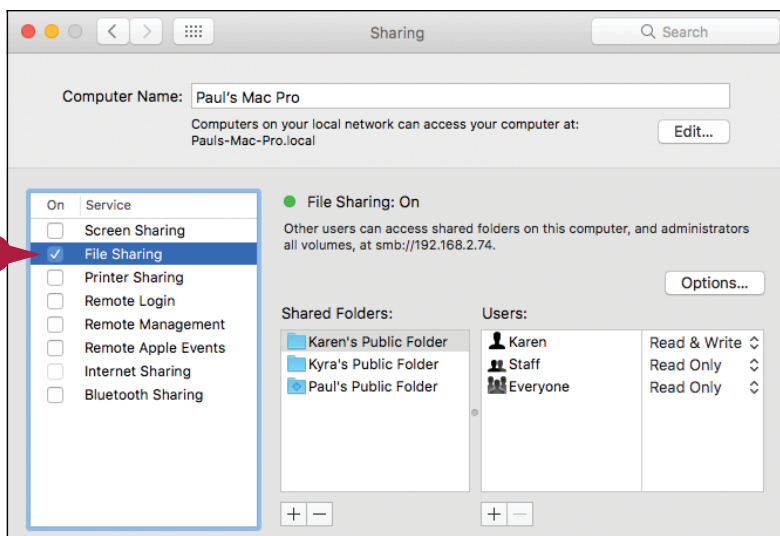 Sharing
Search
Computer Name: Paul's Mac Pro
Computers on your local network can access your computer at:
Pauls-Mac-Pro.local
Edit...
On Service
Screen Sharing
File Sharing
Printer Sharing
Remote Login
Remote Management
Remote Apple Events
Internet Sharing
Bluetooth Sharing
File Sharing: On
Other users can access shared folders on this computer, and administrators
all volumes, at smb://192.168.2.74.
Options...
Shared Folders:
Karen's Public Folder
Kyra's Public Folder
Paul's Public Folder
Users:
Karen Read & Write
Staff Read Only
Everyone Read Only